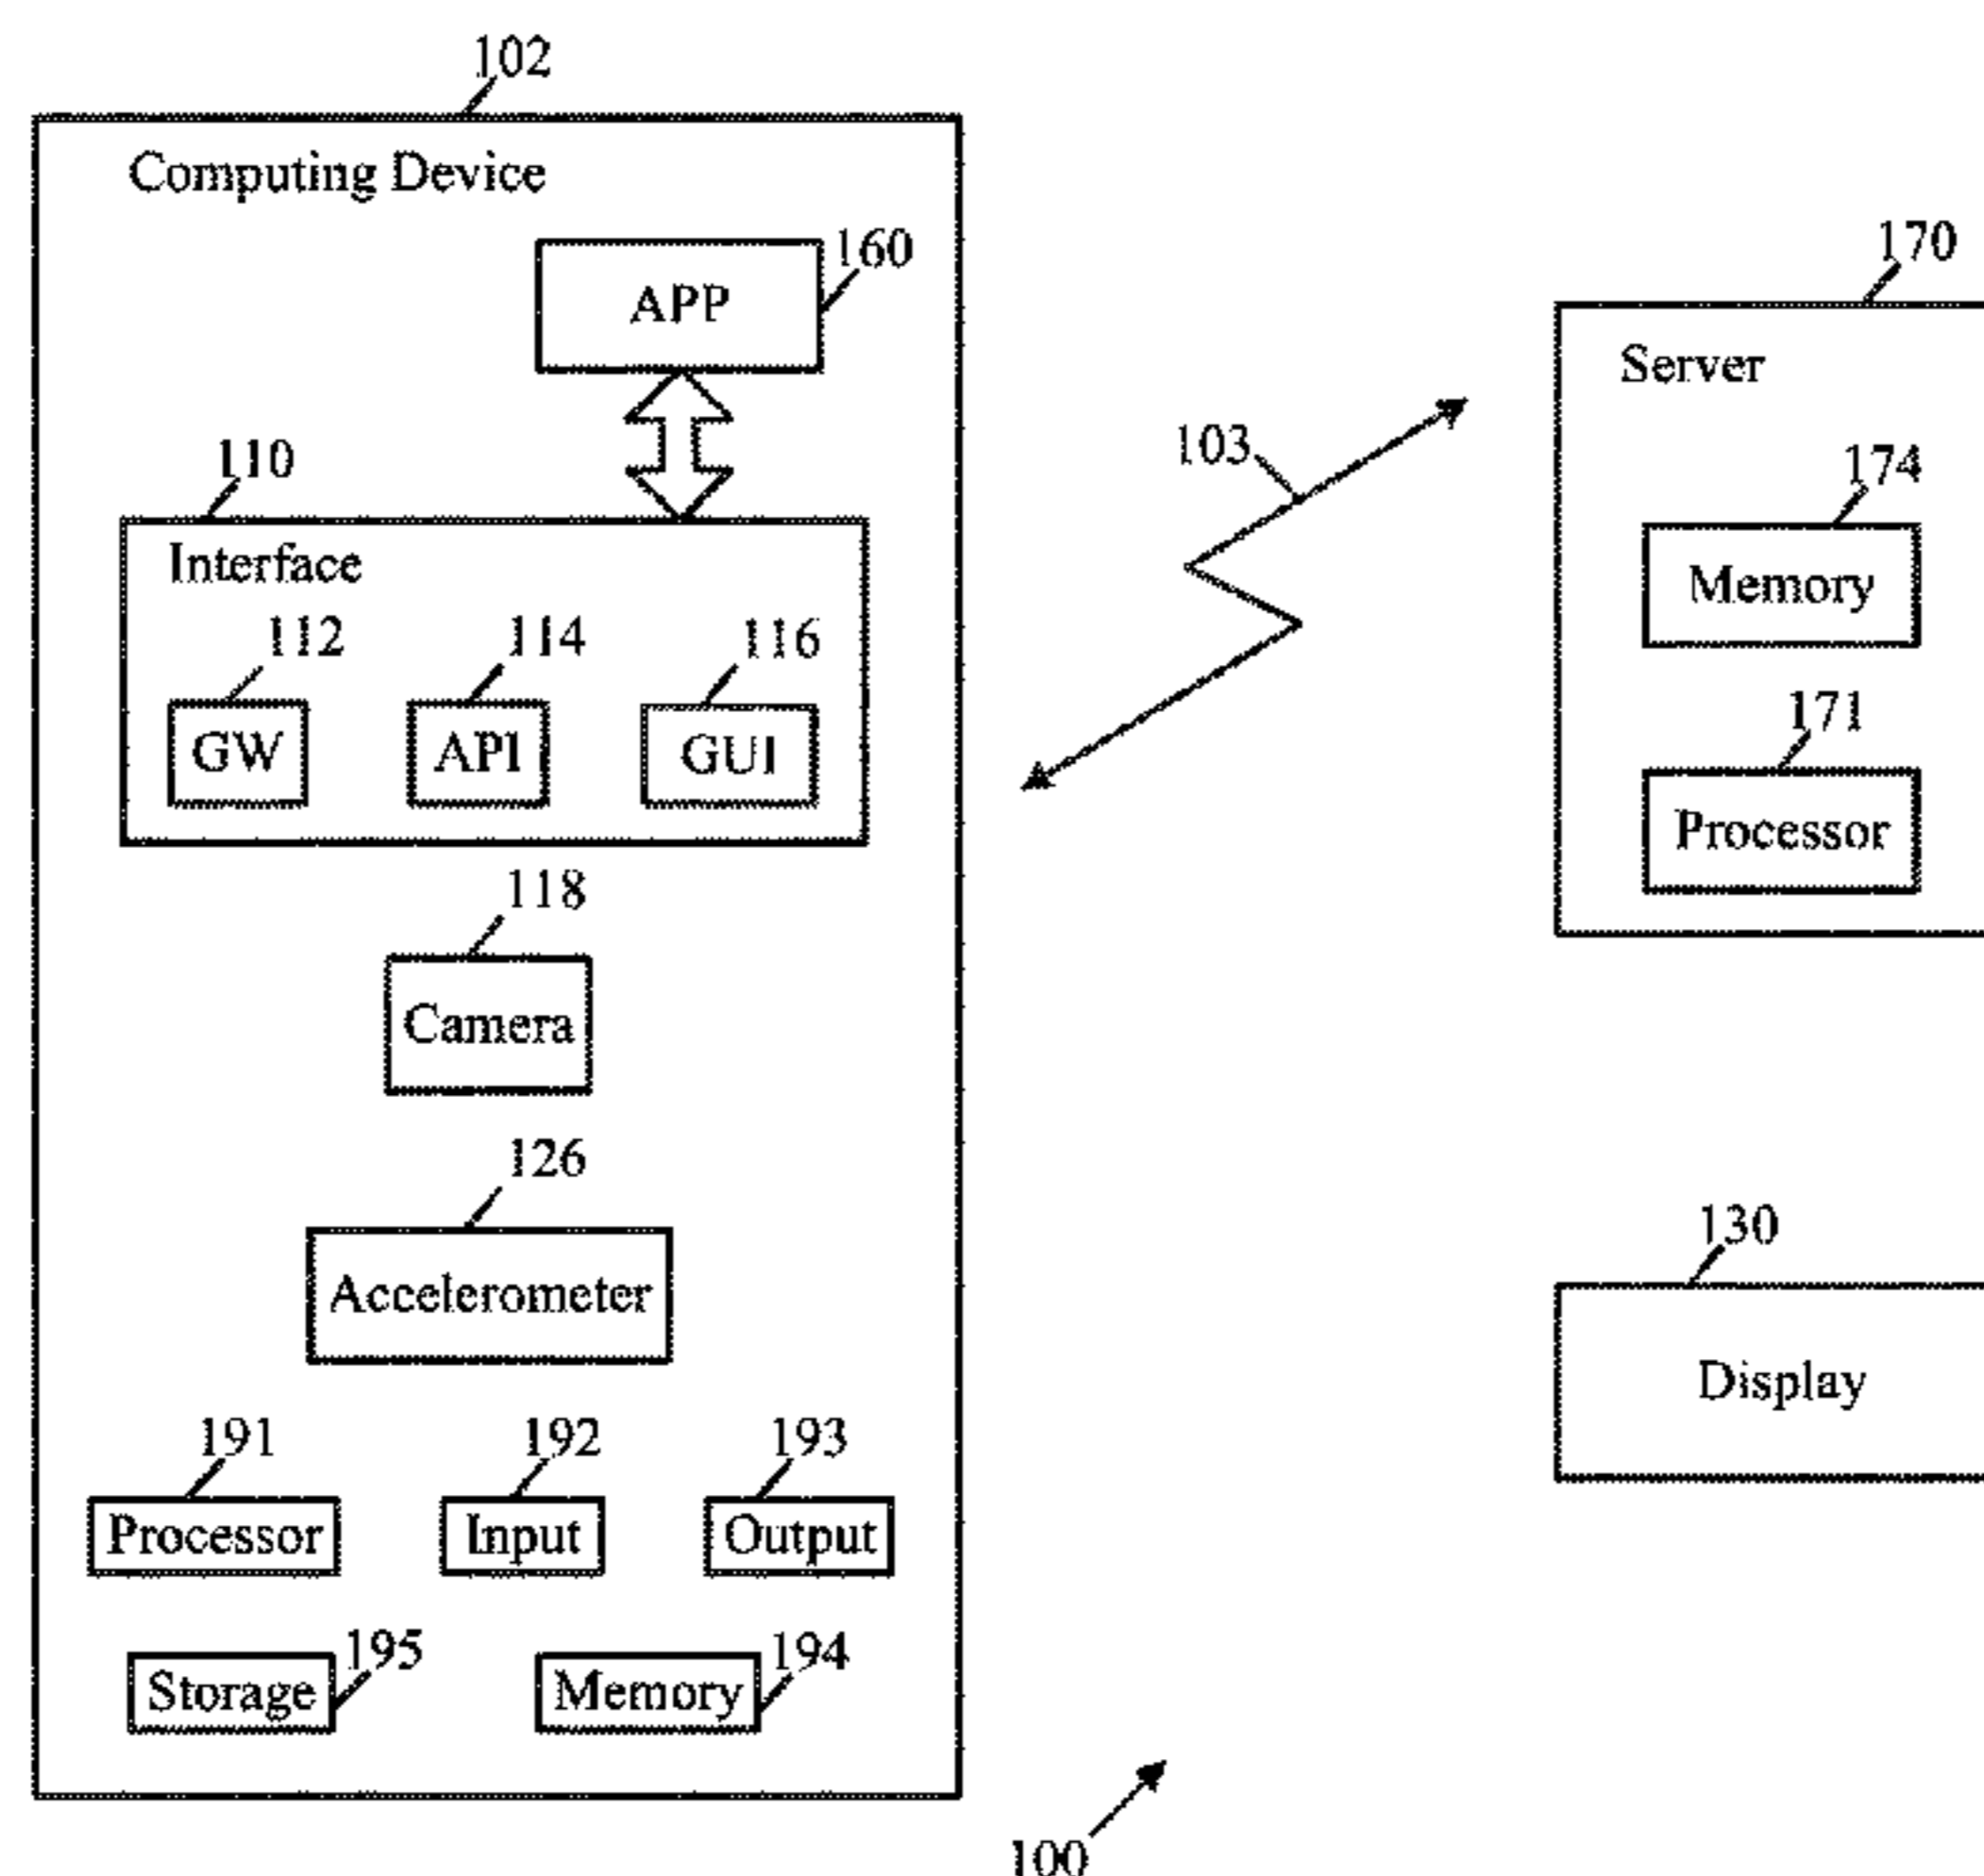 102
Computing Device
160
APP
110
Interface
112
114
116
GW
API
GUI
118
Camera
126
Accelerometer
191
192
193
Processor
Input
Output
195
194
Storage
Memory
103
170
Server
174
Memory
171
Processor
130
Display
100